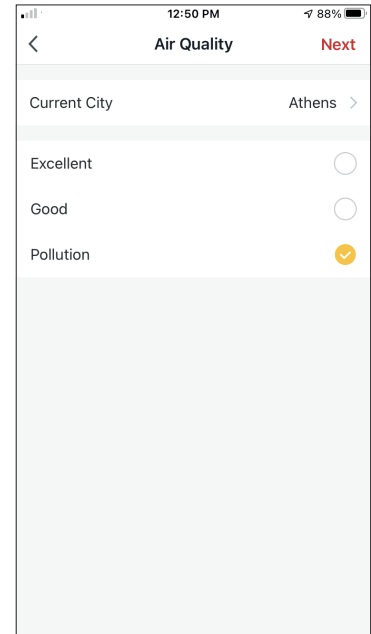 12:50 PM 88%
Air Quality Next
Current City Athens
Excellent
Good
Pollution